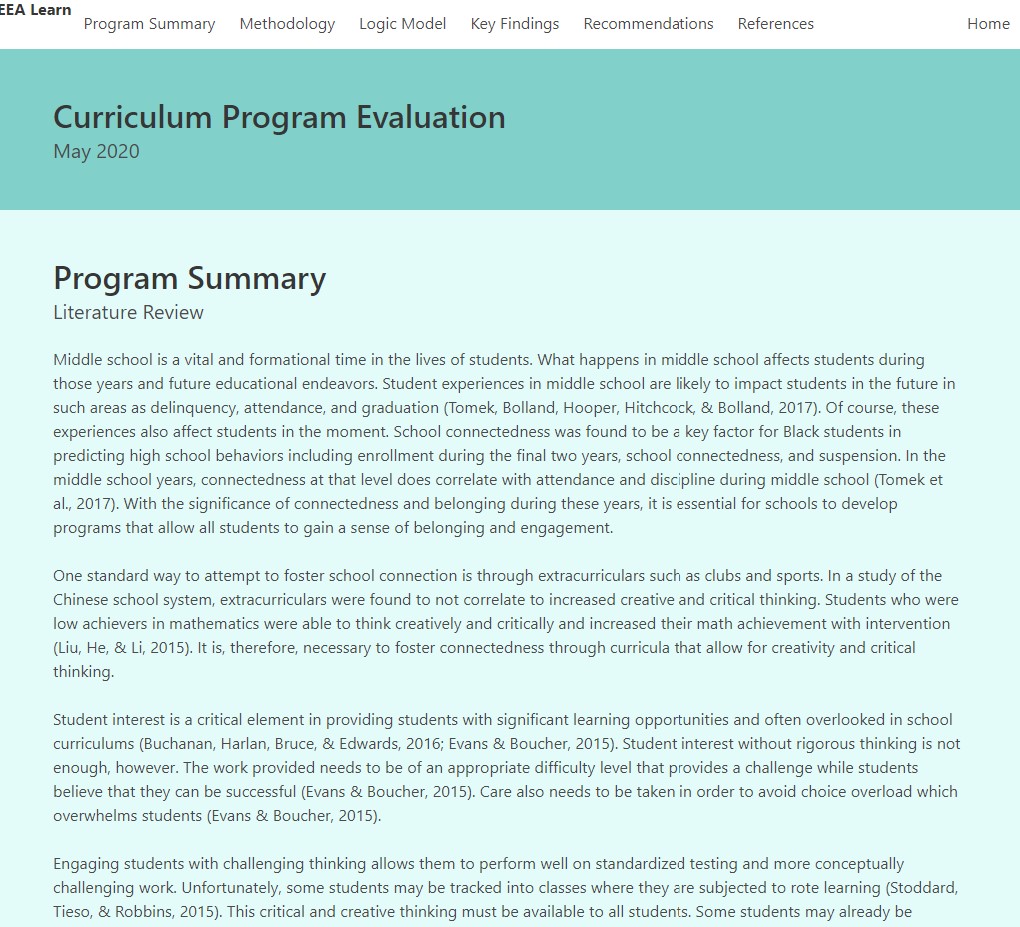 EEA Learn
Program Summary Methodology Logic Model Key Findings Recommendations References Home
Curriculum Program Evaluation
May 2020
Program Summary
Literature Review
Middle school is a vital and formational time in the lives of students. What happens in middle school affects students during
those years and future educational endeavors. Student experiences in middle school are likely to impact students in the future in
such areas as delinquency, attendance, and graduation (Tomek, Bolland, Hooper, Hitchcock, & Bolland, 2017). Of course, these
experiences also affect students in the moment. School connectedness was found to be a key factor for Black students in
predicting high school behaviors including enrollment during the final two years, school connectedness, and suspension. In the
middle school years, connectedness at that level does correlate with attendance and discipline during middle school (Tomek et
al., 2017). With the significance of connectedness and belonging during these years, it is essential for schools to develop
programs that allow all students to gain a sense of belonging and engagement.
One standard way to attempt to foster school connection is through extracurriculars such as clubs and sports. In a study of the
Chinese school system, extracurriculars were found to not correlate to increased creative and critical thinking. Students who were
low achievers in mathematics were able to think creatively and critically and increased their math achievement with intervention
(Liu, He, & Li, 2015). It is, therefore, necessary to foster connectedness through curricula that allow for creativity and critical
thinking.
Student interest is a critical element in providing students with significant learning opportunities and often overlooked in school
curriculums (Buchanan, Harlan, Bruce, & Edwards, 2016; Evans & Boucher, 2015). Student interest without rigorous thinking is not
enough, however. The work provided needs to be of an appropriate difficulty level that provides a challenge while students
believe that they can be successful (Evans & Boucher, 2015). Care also needs to be taken in order to avoid choice overload which
overwhelms students (Evans & Boucher, 2015).
Engaging students with challenging thinking allows them to perform well on standardized testing and more conceptually
challenging work. Unfortunately, some students may be tracked into classes where they are subjected to rote learning (Stoddard,
Tieso, & Robbins, 2015). This critical and creative thinking must be available to all students. Some students may already be